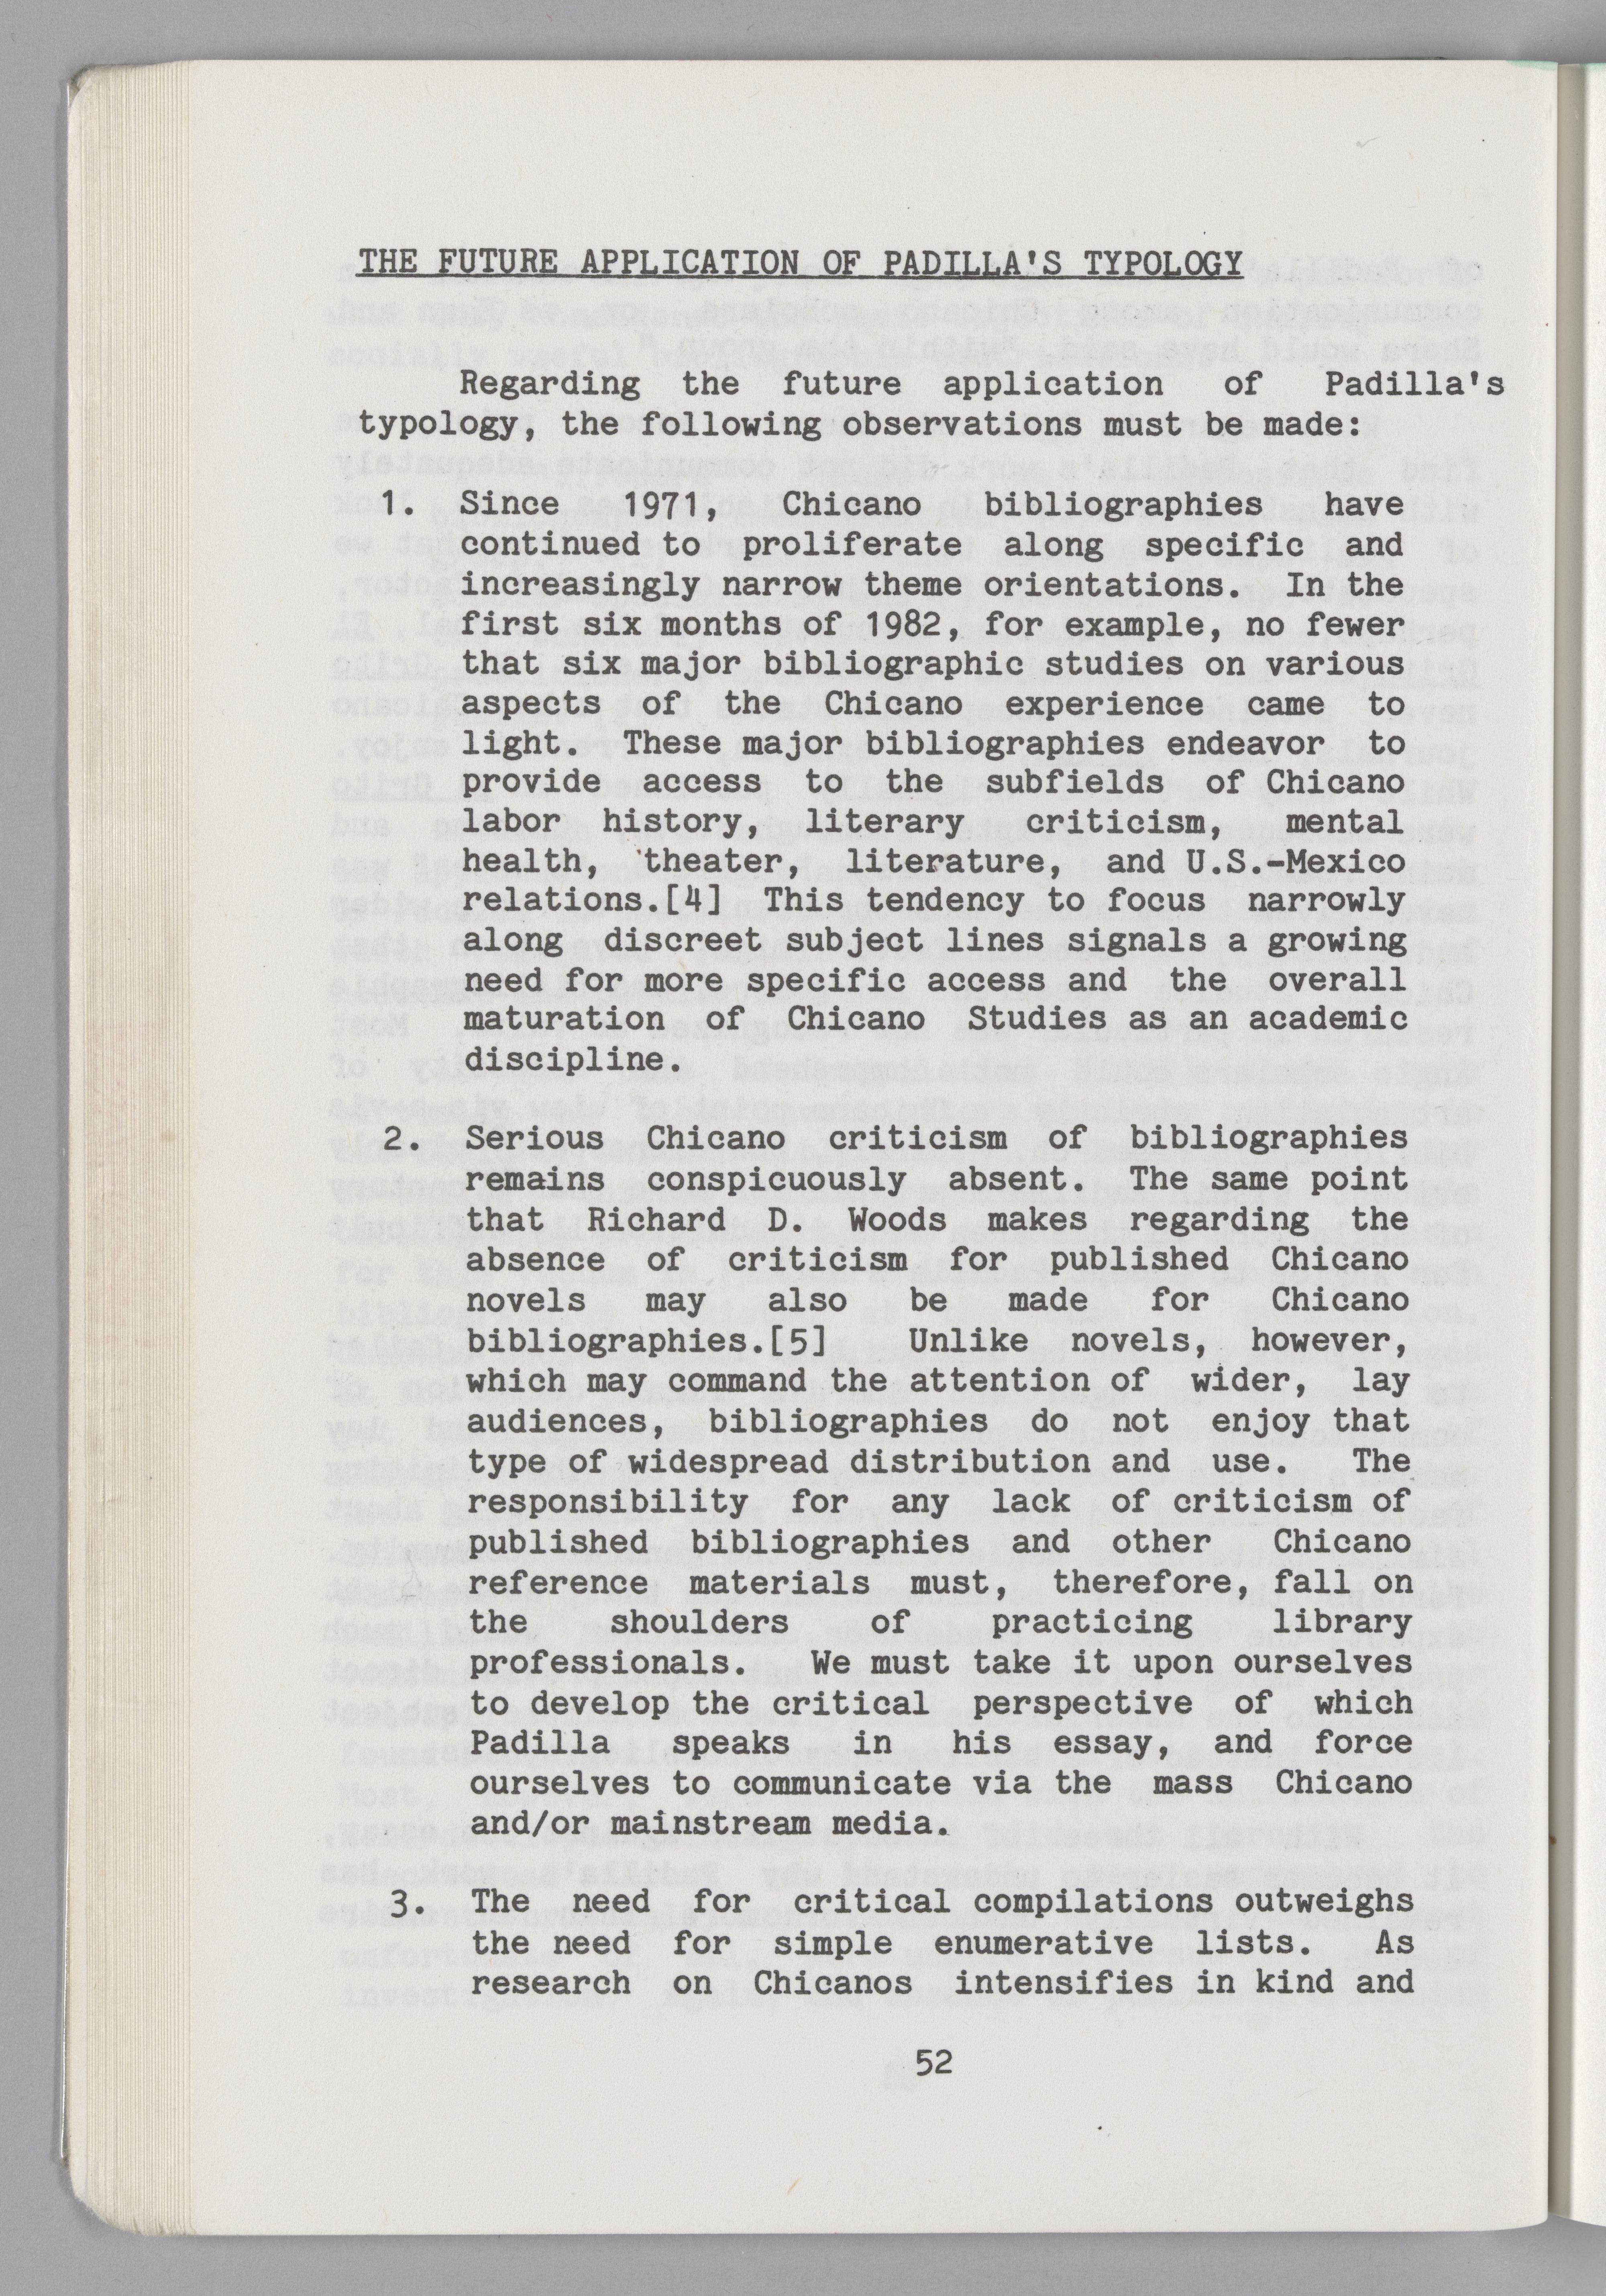 THE FUTURE APPLICATION OF PADILLA'S TYPOLOGY
Regarding the future application of Padilla's
typology, the following observations must be made:
1. Since 1971, Chicano bibliographies have
continued to proliferate along specific and
increasingly narrow theme orientations. In the
first six months of 1982, for example, no fewer
that six major bibliographic studies on various
aspects of the Chicano experience came to
light. These major bibliographies endeavor to
provide access to the subfields of Chicano
labor history, literary criticism, mental
health, theater, literature, and U.S.-Mexico
relations.[4] This tendency to focus narrowly
along discreet subject lines signals a growing
need for more specific access and the overall
maturation of Chicano Studies as an academic
discipline.
2. Serious Chicano criticism of bibliographies
remains conspicuously absent. The same point
that Richard D. Woods makes regarding the
absence of criticism for published Chicano
novels may also be made for Chicano
bibliographies.[5] Unlike novels, however,
which may command the attention of wider, lay
audiences, bibliographies do not enjoy that
type of widespread distribution and use. The
responsibility for any lack of criticism of
published bibliographies and other Chicano
reference materials must, therefore, fall on
the shoulders of practicing library
professionals. We must take it upon ourselves
to develop the critical perspective of which
Padilla speaks in his essay, and force
ourselves to communicate via the mass Chicano
and/or mainstream media.
3. The need for critical compilations outweighs
the need for simple enumerative lists. As
research on Chicanos intensifies in kind and
52